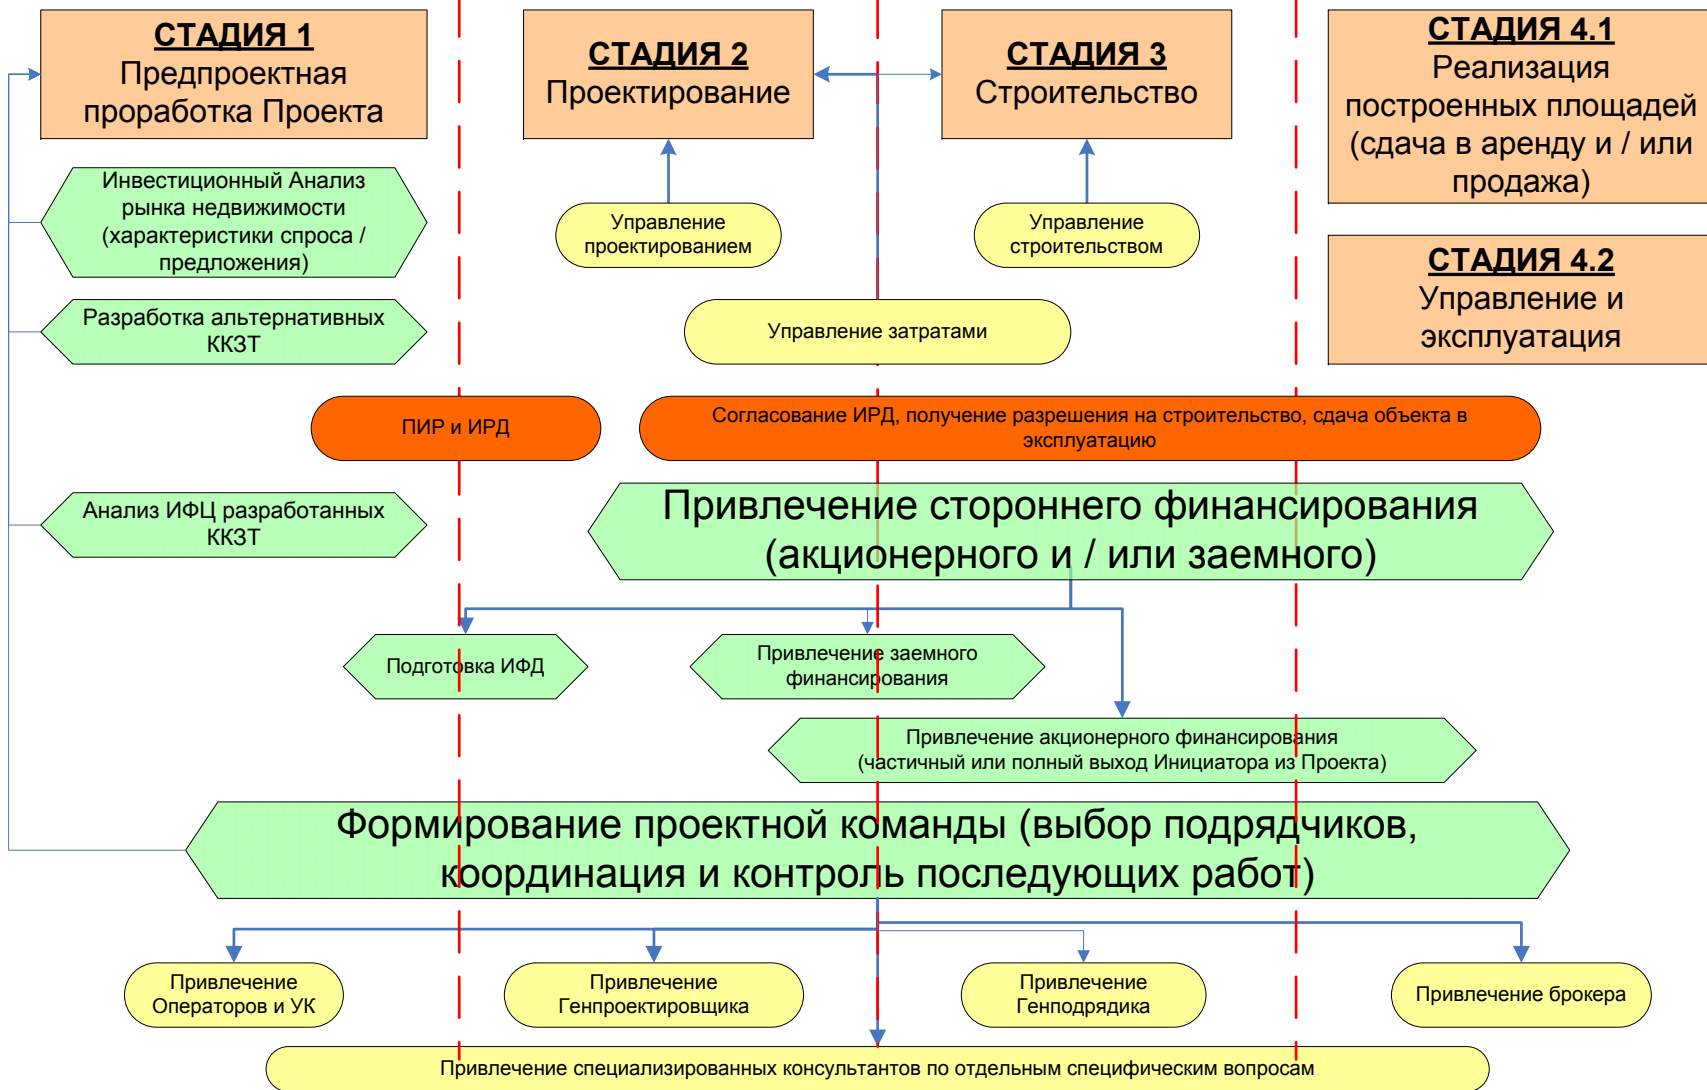 СТАДИЯ 1
Предпроектная
проработка Проекта
СТАДИЯ 2
Проектирование
СТАДИЯ 3
Строительство
СТАДИЯ 4.1
Реализация
построенных площадей
(сдача в аренду и / или
продажа)
Инвестиционный Анализ
рынка недвижимости
(характеристики спроса /
предложения)
Управление
проектированием
Управление
строительством
СТАДИЯ 4.2
Управление и
эксплуатация
Разработка альтернативных
ККЗТ
Управление затратами
ПИР и ИРД
Согласование ИРД, получение разрешения на строительство, сдача объекта в
эксплуатацию
Анализ ИФЦ разработанных
ККЗТ
Привлечение стороннего финансирования
(акционерного и / или заемного)
Подготовка ИФД
Привлечение заемного
финансирования
Привлечение акционерного финансирования
(частичный или полный выход Инициатора из Проекта)
Формирование проектной команды (выбор подрядчиков,
координация и контроль последующих работ)
Привлечение
Операторов и УК
Привлечение
Генпроектировщика
Привлечение
Генподрядика
Привлечение брокера
Привлечение специализированных консультантов по отдельным специфическим вопросам